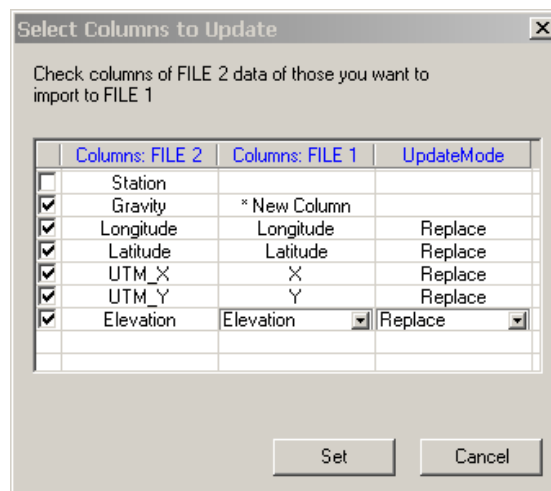 Select Columns to Update
Check columns of FILE 2 data of those you want to
import to FILE 1
Columns: FILE 2 Columns: FILE 1 UpdateMode
Station
Gravity * New Column
Longitude Longitude Replace
Latitude Latitude Replace
UTM_X X Replace
UTM_Y Y Replace
Elevation Elevation Replace
Set Cancel